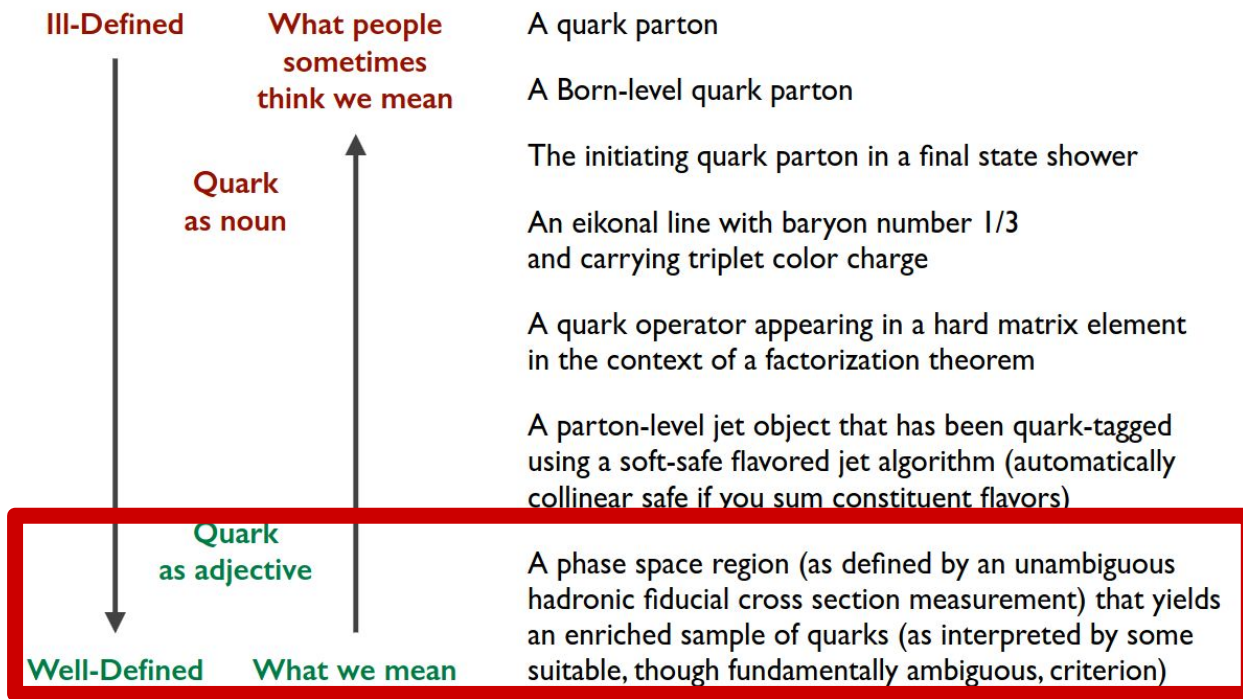 Ill-Defined
What people
sometimes
think we mean
Quark
as noun
Quark
as adjective
Well-Defined
What we mean
A quark parton
A Born-level quark parton
The initiating quark parton in a final state shower
An eikonal line with baryon number 1/3
and carrying triplet color charge
A quark operator appearing in a hard matrix element
in the context of a factorization theorem
A parton-level jet object that has been quark-tagged
using a soft-safe flavored jet algorithm (automatically
collinear safe if you sum constituent flavors)
A phase space region (as defined by an unambiguous
hadronic fiducial cross section measurement) that yields
an enriched sample of quarks (as interpreted by some
suitable, though fundamentally ambiguous, criterion)